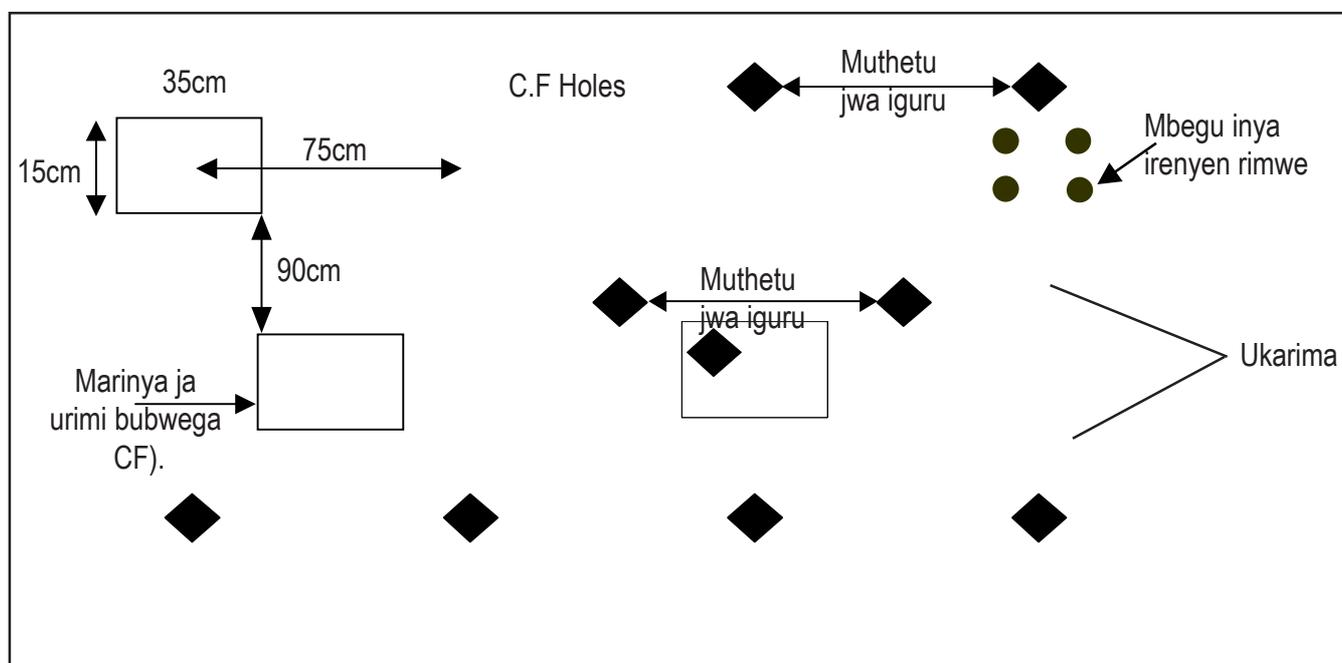 35cm
C.F Holes
Muthetu
jwa iguru
15cm
75cm
Mbegu inya
irenyen rimwe
90cm
Muthetu
jwa iguru
Ukarima
Marinya ja
urimi bubwega
CF).